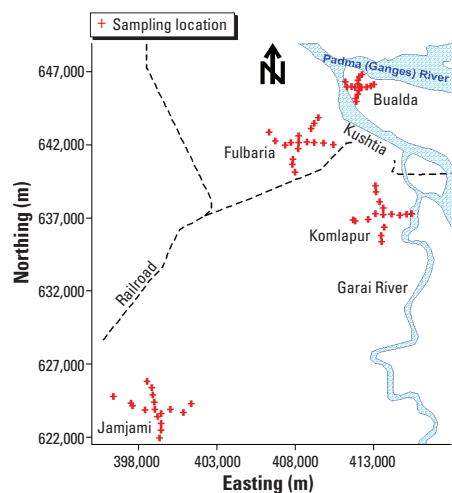 + Sampling location
N
Padma (Ganges) River
Bualda
Kushtia
Fulbaria
Komlapur
Garai River
Railroad
Jamjami
Northing (m)
647,000
642,000
637,000
632,000
627,000
622,000
398,000 403,000 408,000 413,000
Easting (m)